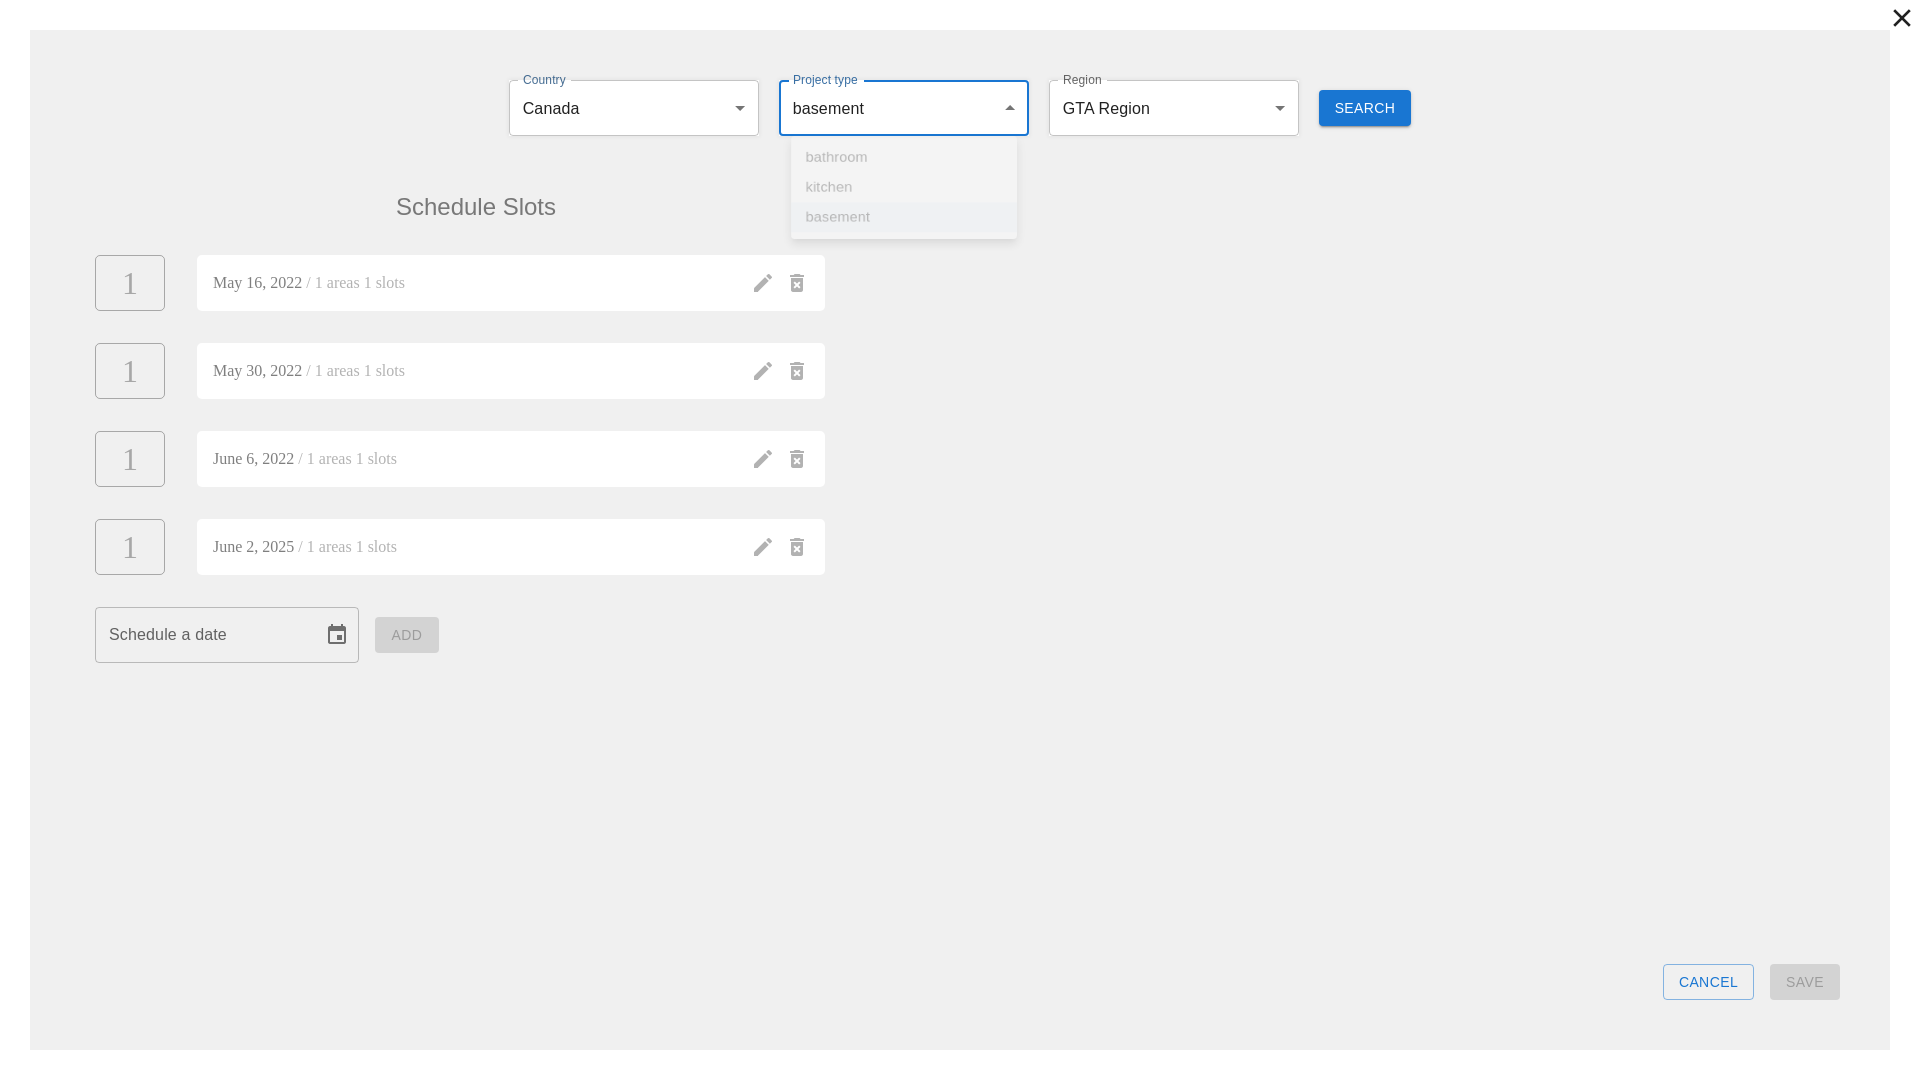 Country
Canada
Project type
basement
Region
GTA Region
SEARCH
bathroom
kitchen
basement
Schedule Slots
1
May 16, 2022 / 1 areas 1 slots
1
May 30, 2022 / 1 areas 1 slots
1
June 6, 2022 / 1 areas 1 slots
1
June 2, 2025 / 1 areas 1 slots
Schedule a date
ADD
CANCEL
SAVE